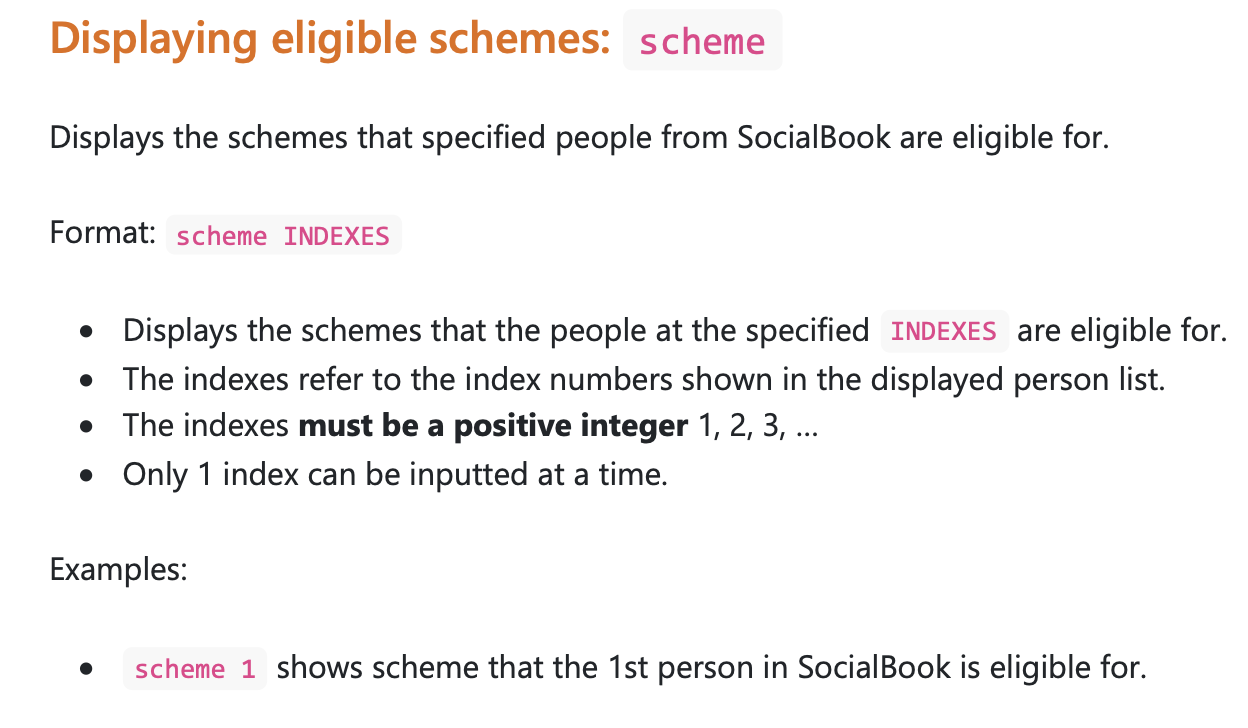 Displaying eligible schemes: scheme
Displays the schemes that specified people from SocialBook are eligible for.
Format: scheme INDEXES
• Displays the schemes that the people at the specified INDEXES are eligible for.
• The indexes refer to the index numbers shown in the displayed person list.
• The indexes must be a positive integer 1, 2, 3, …
• Only 1 index can be inputted at a time.
Examples:
• scheme 1 shows scheme that the 1st person in SocialBook is eligible for.